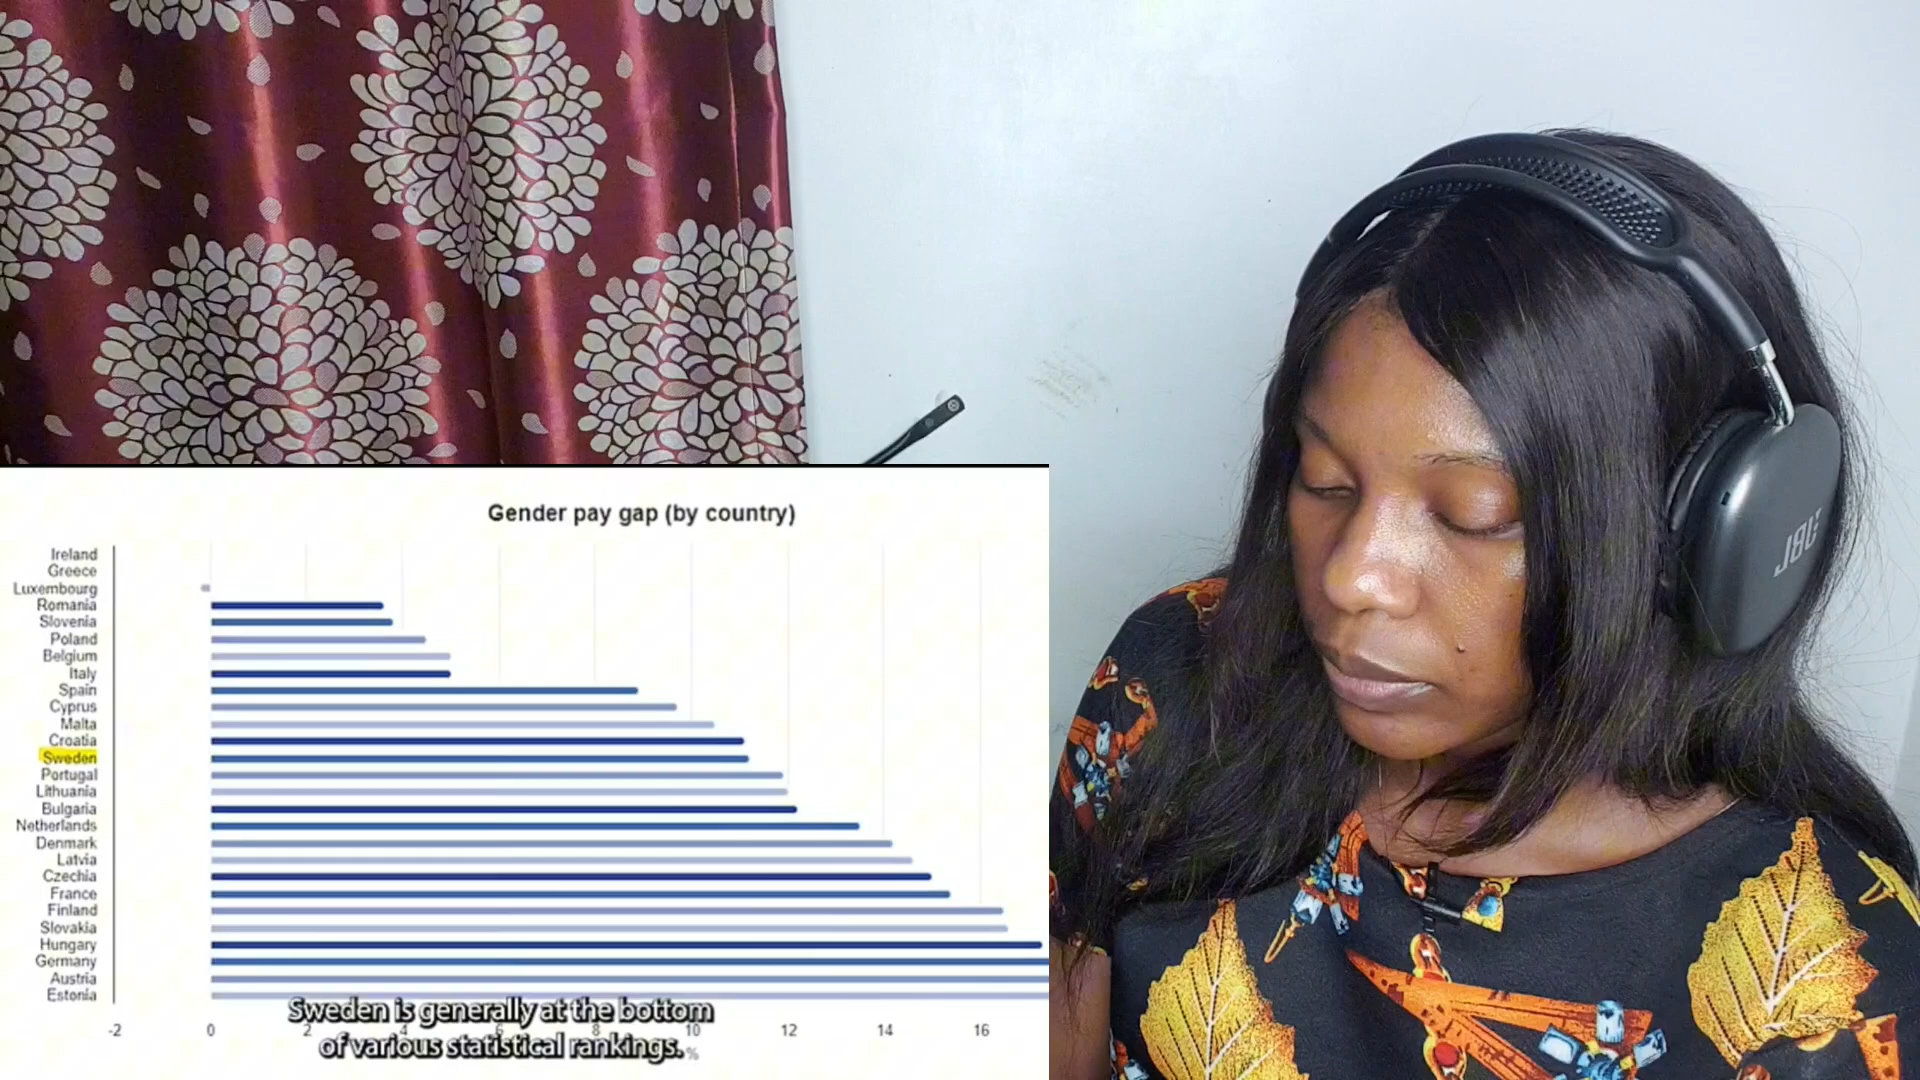 Gender pay gap (by country)
Ireland
Greece
Luxembourg
Romania
Slovenia
Poland
Belgium
Italy
Spain
Cyprus
Malta
Croatia
Sweden
Portugal
Lithuania
Bulgaria
Netherlands
Denmark
Latvia
Czechia
France
Finland
Slovakia
Hungary
Germany
Austria
Estonia
-2 0 2 4 6 8 10 12 14 16
%
Sweden is generally at the bottom
of various statistical rankings.
JBL